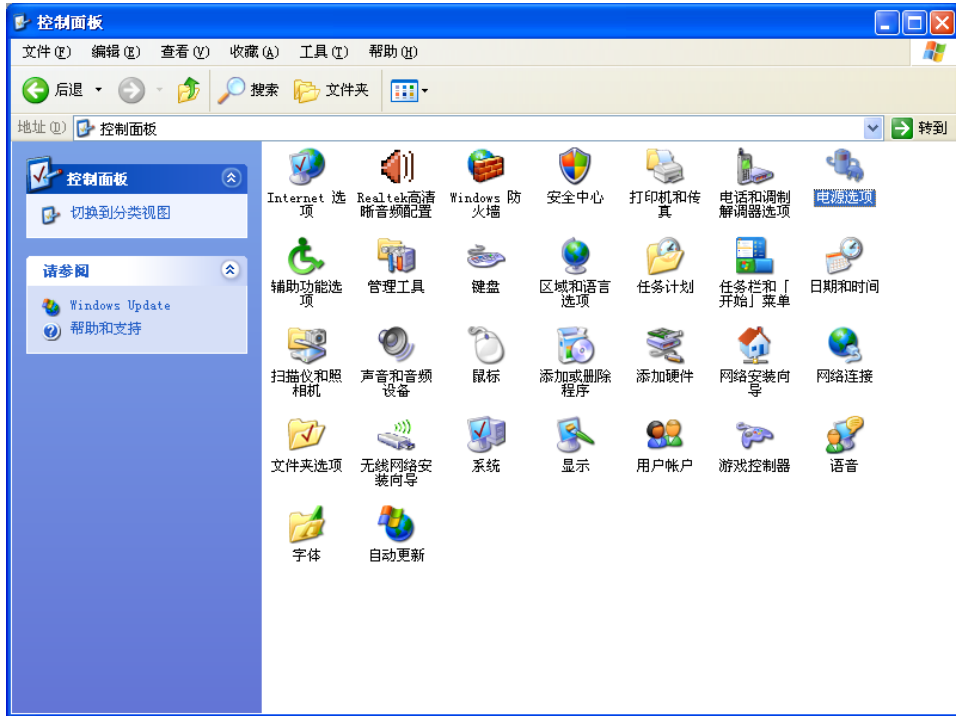 控制面板
文件(F) 编辑(E) 查看(V) 收藏(A) 工具(T) 帮助(H)
后退 搜索 文件夹
地址(D) 控制面板 转到
控制面板
切换到分类视图
请参阅
Windows Update
帮助和支持
Internet 选
项
Realtek高清
晰音频配置
Windows 防
火墙
安全中心
打印机和传
真
电话和调制
解调器选项
电源选项
辅助功能选
项
管理工具
键盘
区域和语言
选项
任务计划
任务栏和「
开始」菜单
日期和时间
扫描仪和照
相机
声音和音频
设备
鼠标
添加或删除
程序
添加硬件
网络安装向
导
网络连接
文件夹选项
无线网络安
装向导
系统
显示
用户帐户
游戏控制器
语音
字体
自动更新